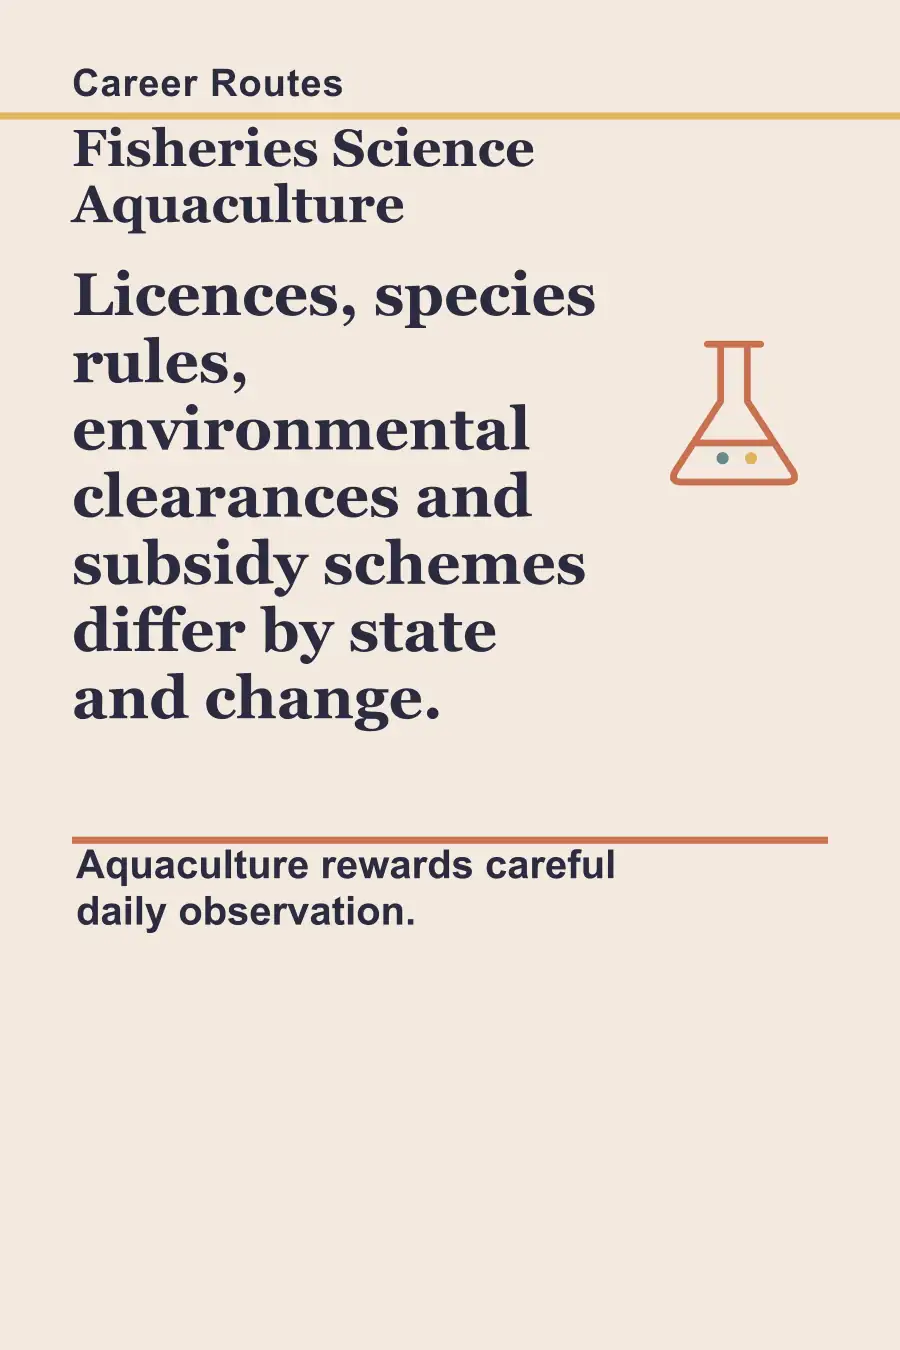 Career Routes
Fisheries Science
Aquaculture
Licences, species
rules,
environmental
clearances and
subsidy schemes
differ by state
and change.
Aquaculture rewards careful
daily observation.